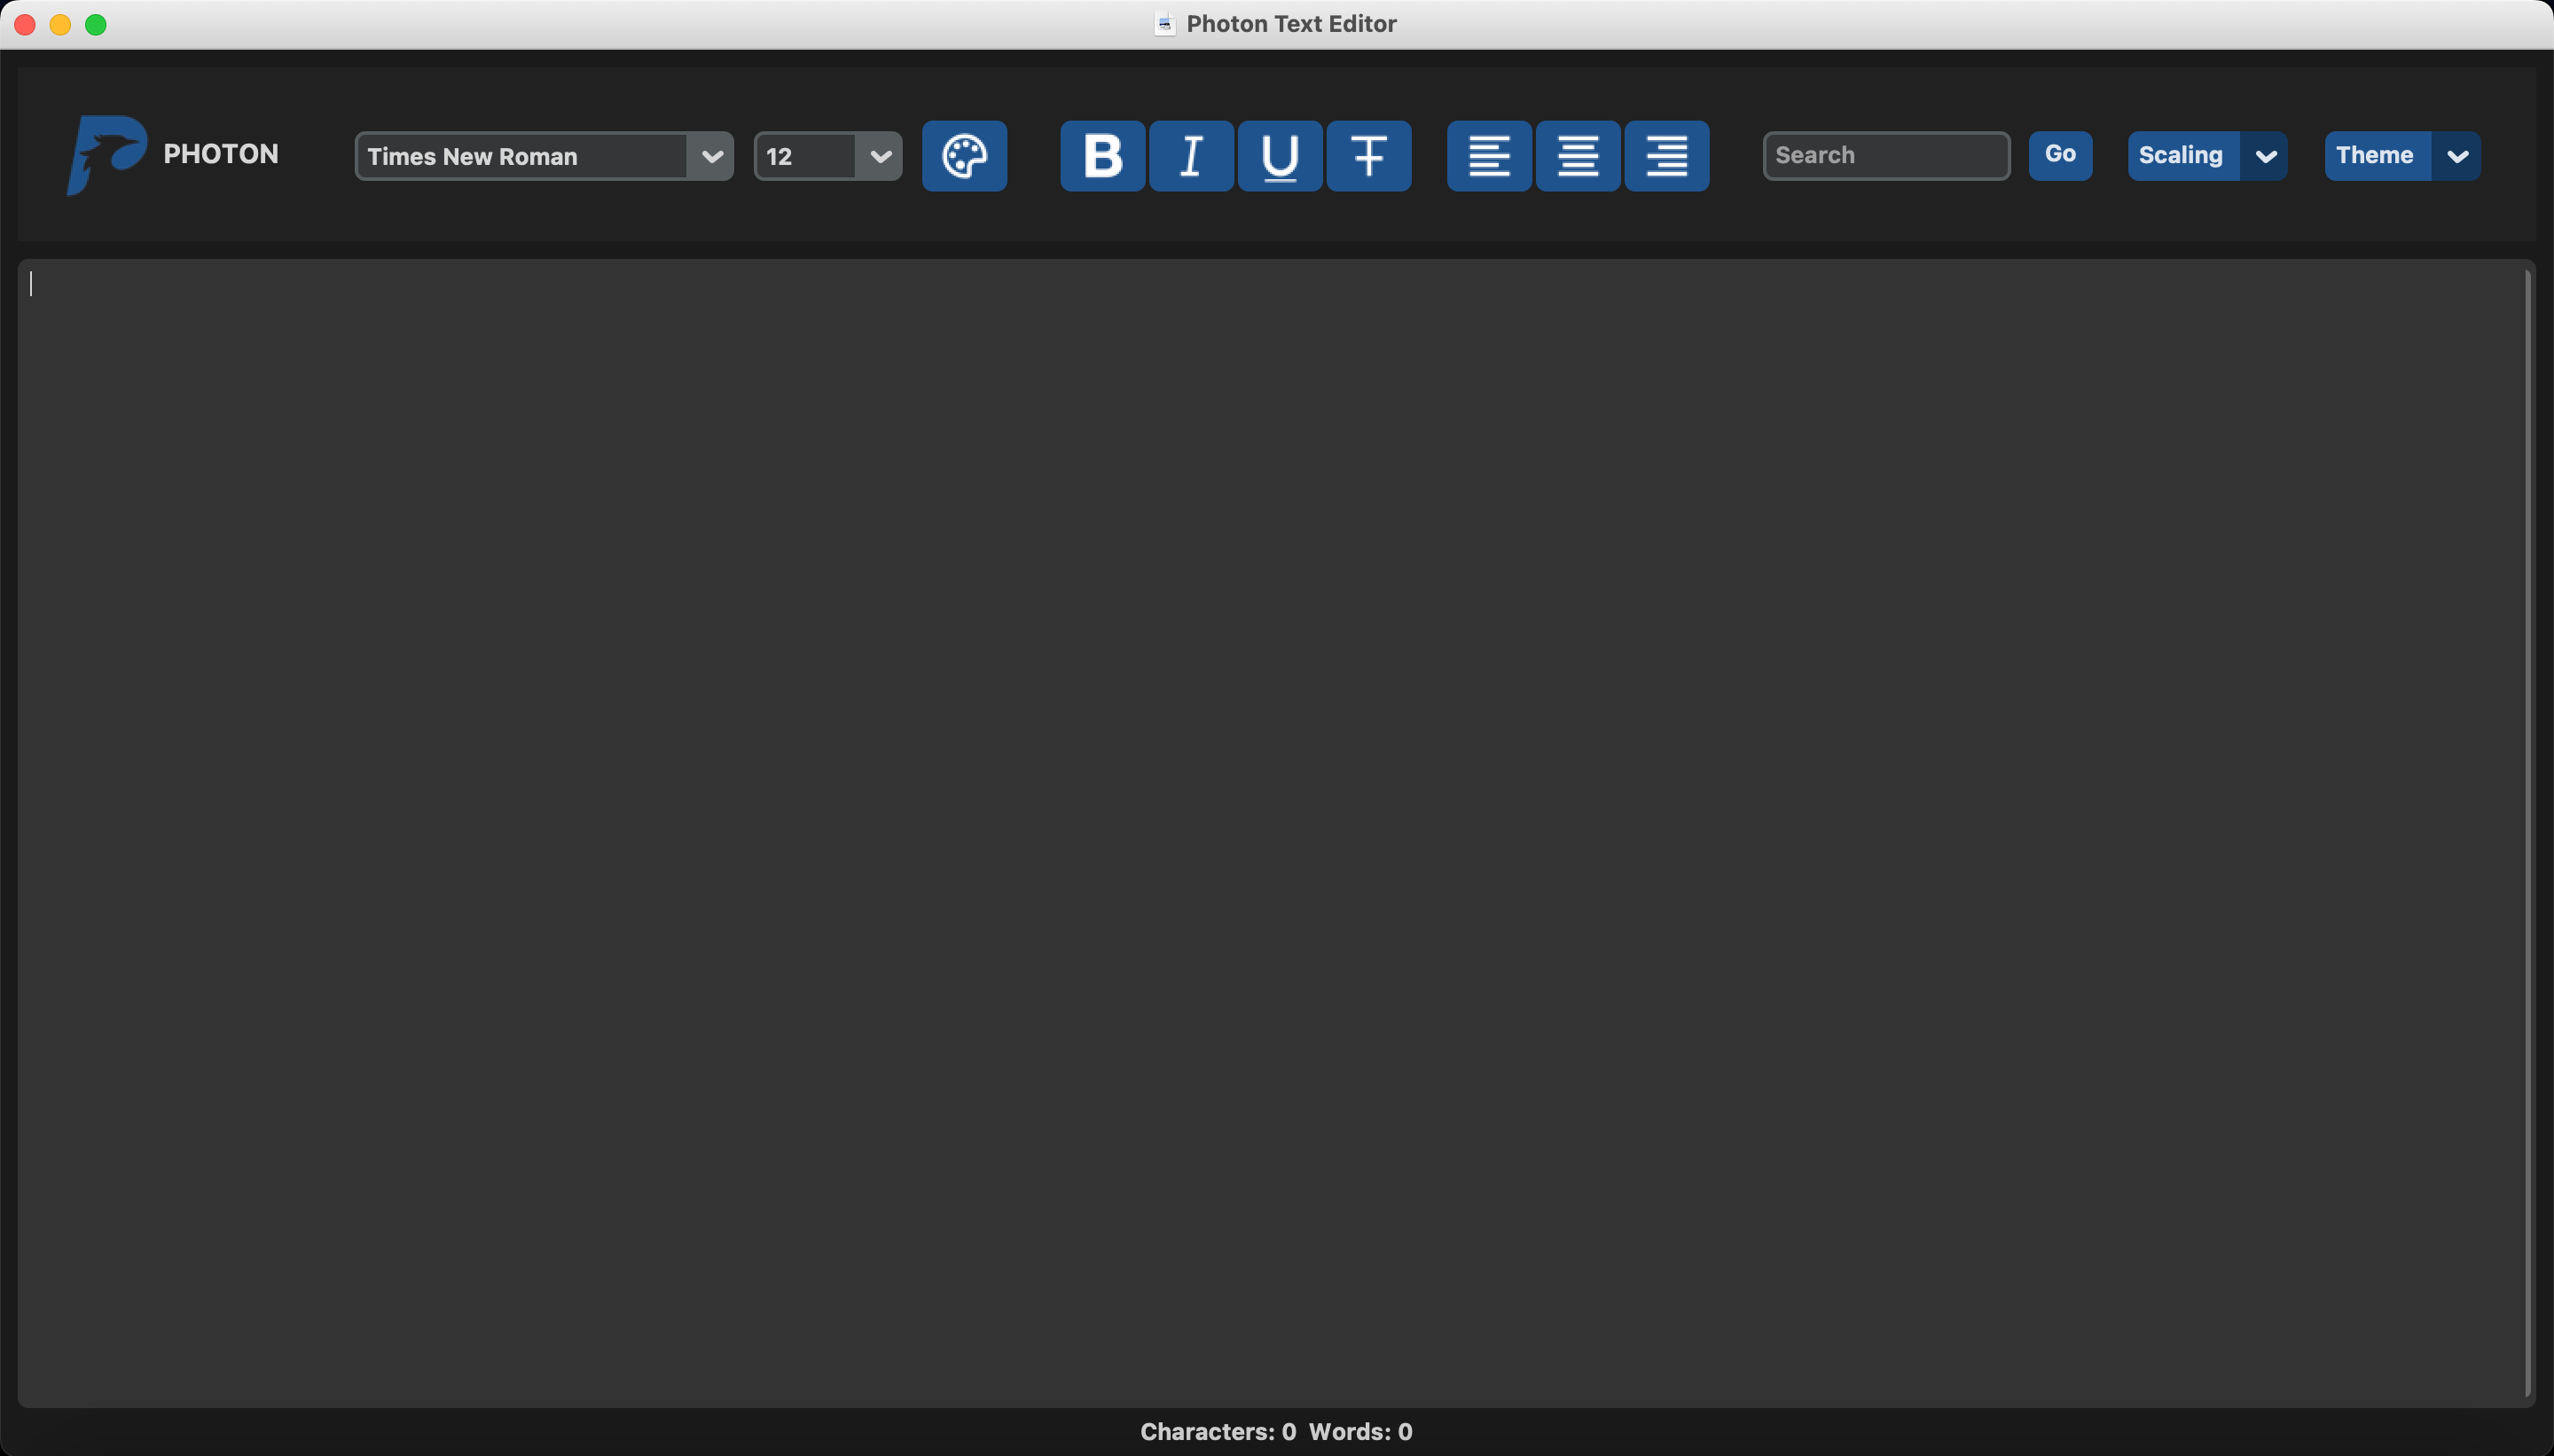 Photon Text Editor
PHOTON Times New Roman 12 B I U T Search Go Scaling Theme
Characters: 0 Words: 0